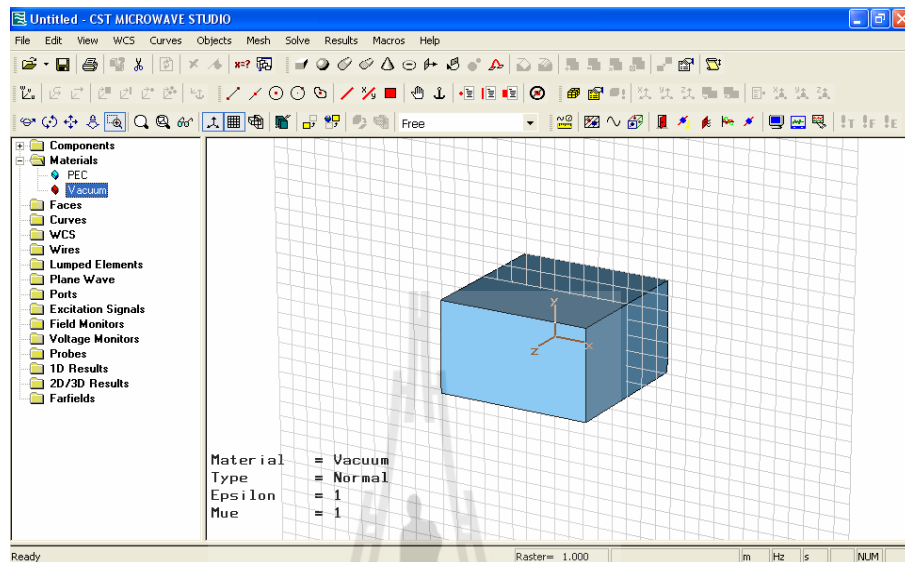 Untitled - CST MICROWAVE STUDIO
File Edit View WCS Curves Objects Mesh Solve Results Macros Help
Free
Components
Materials
PEC
Vacuum
Faces
Curves
WCS
Wires
Lumped Elements
Plane Wave
Ports
Excitation Signals
Field Monitors
Voltage Monitors
Probes
1D Results
2D/3D Results
Farfields
Y
Z
X
Material = Vacuum
Type = Normal
Epsilon = 1
Mue = 1
Ready Raster= 1.000 m Hz s NUM